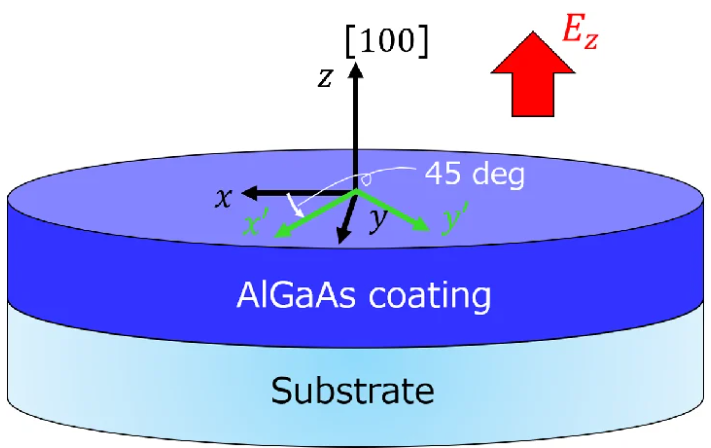 [100]
z
E_z
45 deg
x
x′
y
y′
AlGaAs coating
Substrate